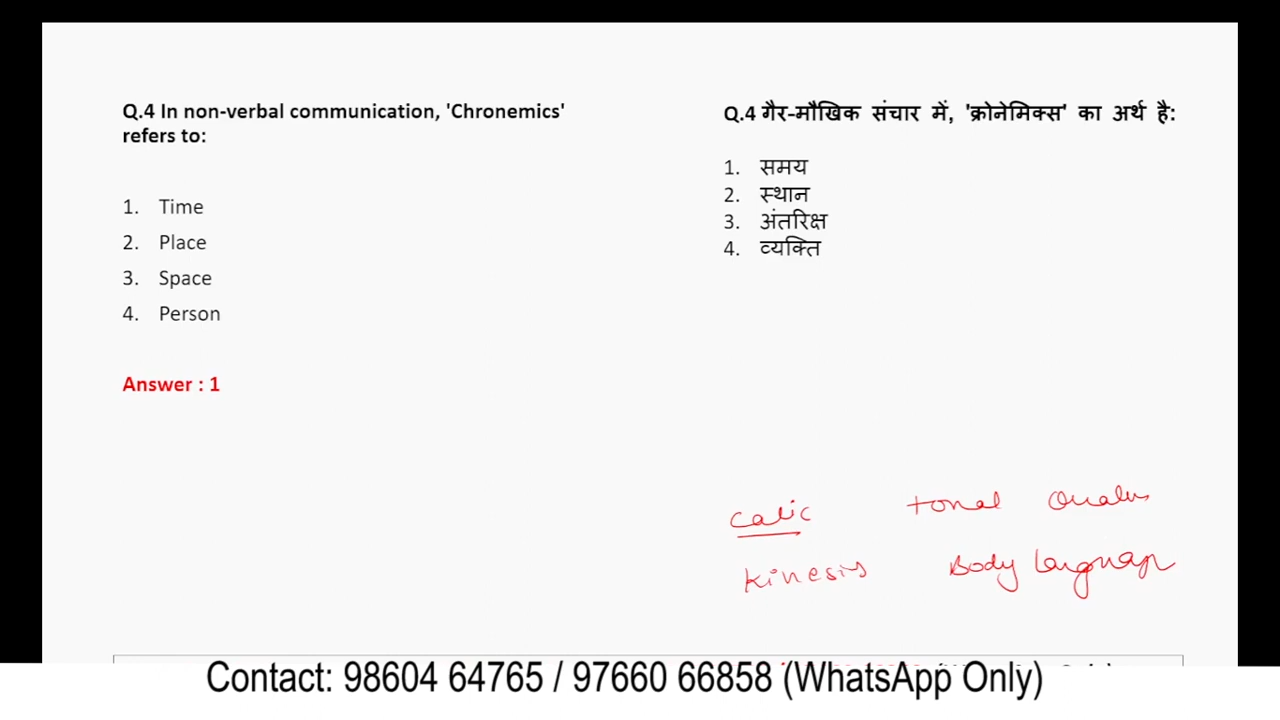 Q.4 In non-verbal communication, 'Chronemics'
refers to:
1. Time
2. Place
3. Space
4. Person
Answer : 1
Q.4 गैर-मौखिक संचार में, 'क्रोनेमिक्स' का अर्थ है:
1. समय
2. स्थान
3. अंतरिक्ष
4. व्यक्ति
tonal
Kinesis Body
Contact: 98604 64765 / 97660 66858 (WhatsApp Only)